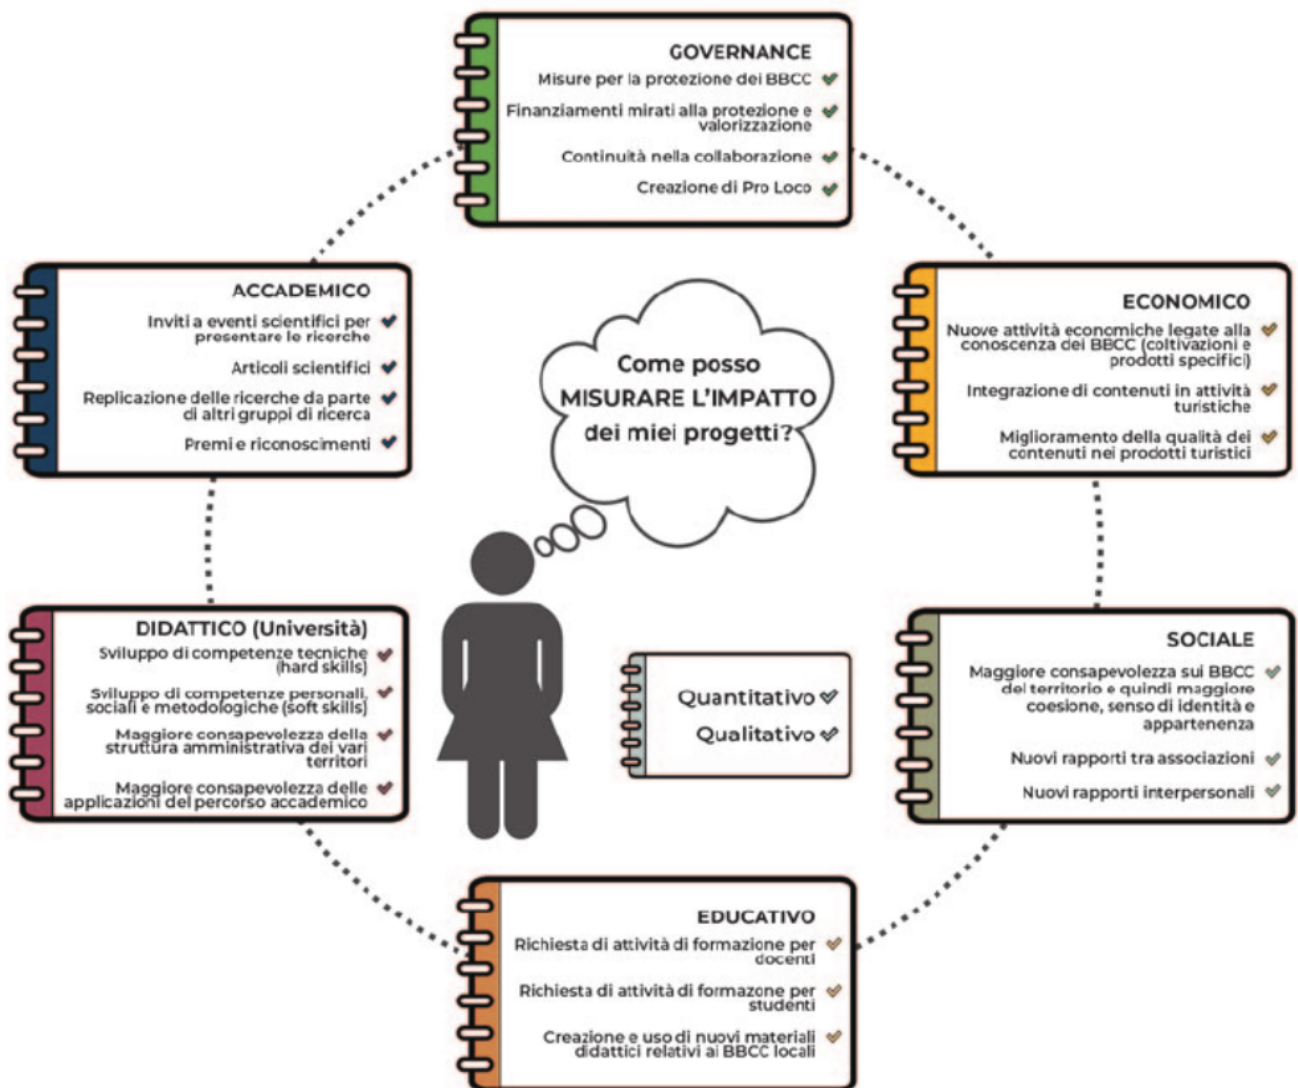 GOVERNANCE
Misure per la protezione dei BBCC
Finanziamenti mirati alla protezione e
valorizzazione
Continuità nella collaborazione
Creazione di Pro Loco
ACCADEMICO
Inviti a eventi scientifici per
presentare le ricerche
Articoli scientifici
Replicazione delle ricerche da parte
di altri gruppi di ricerca
Premi e riconoscimenti
Come posso
MISURARE L'IMPATTO
dei miei progetti?
ECONOMICO
Nuove attività economiche legate alla
conoscenza dei BBCC (coltivazioni e
prodotti specifici)
Integrazione di contenuti in attività
turistiche
Miglioramento della qualità dei
contenuti nei prodotti turistici
DIDATTICO (Università)
Sviluppo di competenze tecniche
(hard skills)
Sviluppo di competenze personali,
sociali e metodologiche (soft skills)
Maggiore consapevolezza della
struttura amministrativa dei vari
territori
Maggiore consapevolezza delle
applicazioni del percorso accademico
Quantitativo
Qualitativo
SOCIALE
Maggiore consapevolezza sui BBCC
del territorio e quindi maggiore
coesione, senso di identità e
appartenenza
Nuovi rapporti tra associazioni
Nuovi rapporti interpersonali
EDUCATIVO
Richiesta di attività di formazione per
docenti
Richiesta di attività di formazone per
studenti
Creazione e uso di nuovi materiali
didattici relativi ai BBCC locali